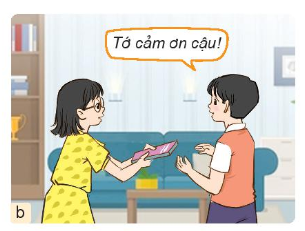 Tớ cảm ơn cậu!
b